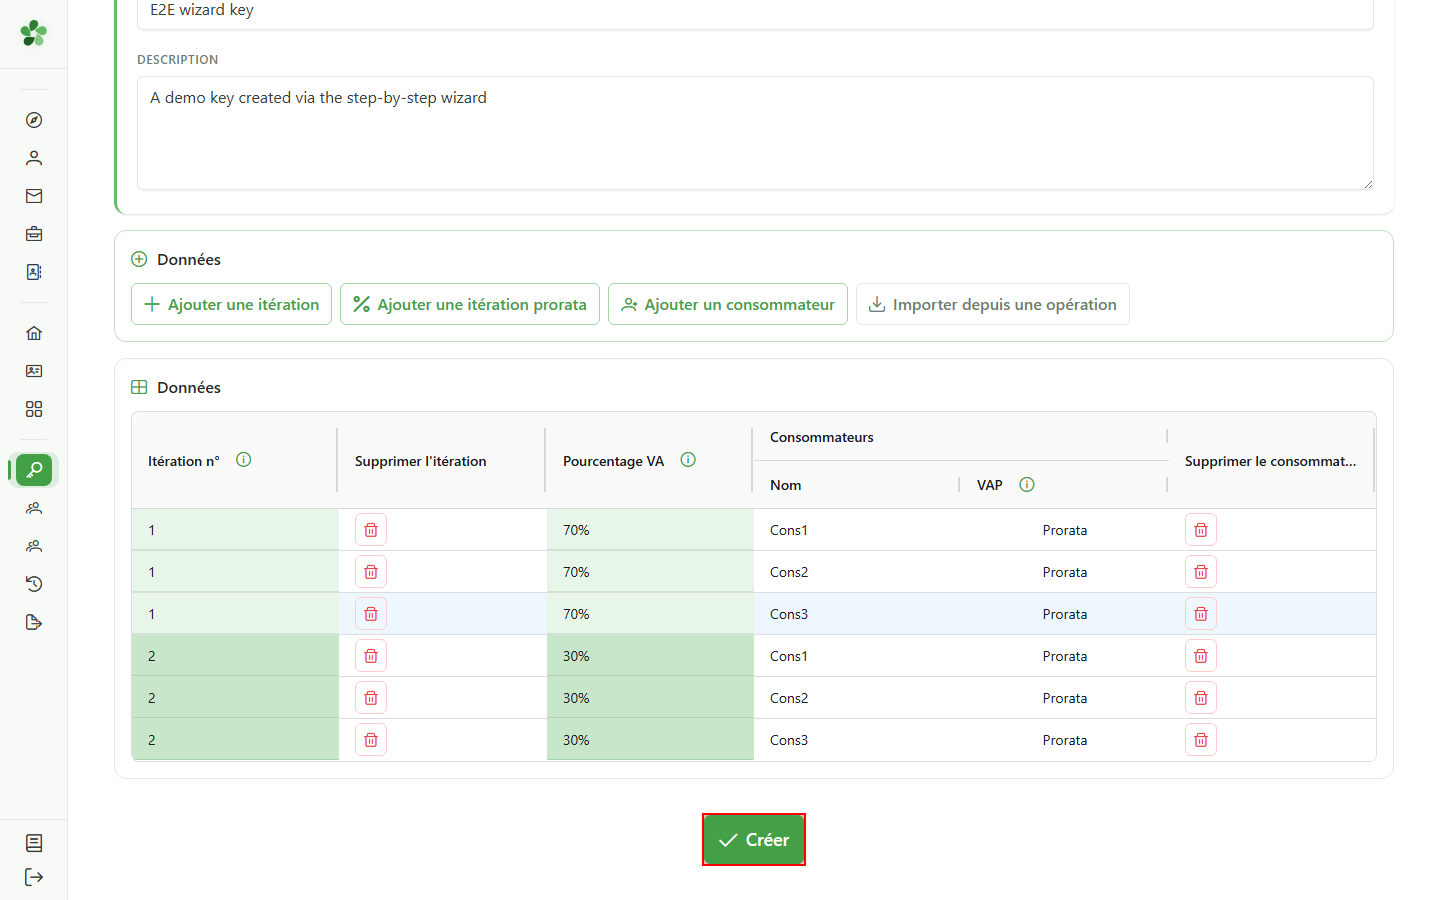 E2E wizard key
DESCRIPTION
A demo key created via the step-by-step wizard
Données
Ajouter une itération
Ajouter une itération prorata
Ajouter un consommateur
Importer depuis une opération
Données
Itération n°
Supprimer l'itération
Pourcentage VA
Consommateurs
Supprimer le consommat...
Nom
VAP
1 70% Cons1 Prorata
1 70% Cons2 Prorata
1 70% Cons3 Prorata
2 30% Cons1 Prorata
2 30% Cons2 Prorata
2 30% Cons3 Prorata
Créer